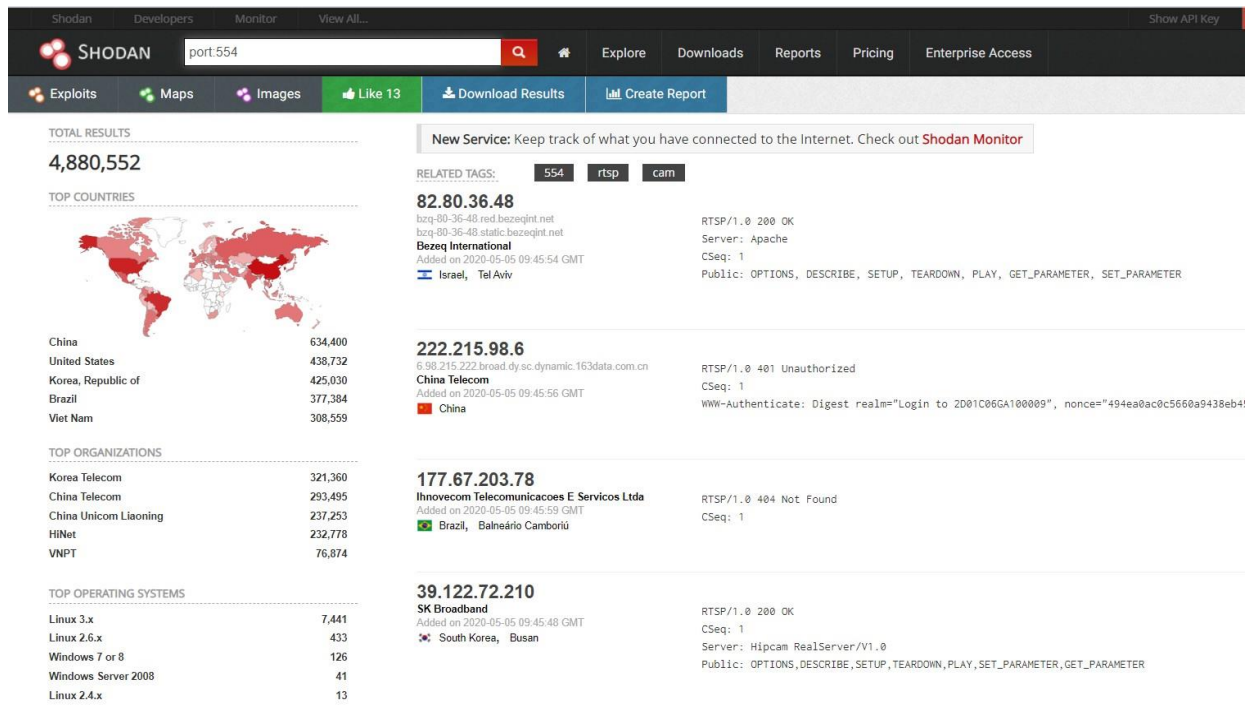 Shodan Developers Monitor View All... Show API Key
SHODAN port:554 Explore Downloads Reports Pricing Enterprise Access
Exploits Maps Images Like 13 Download Results Create Report
TOTAL RESULTS
4,880,552
TOP COUNTRIES
China 634,400
United States 438,732
Korea, Republic of 425,030
Brazil 377,384
Viet Nam 308,559
TOP ORGANIZATIONS
Korea Telecom 321,360
China Telecom 293,495
China Unicom Liaoning 237,253
HiNet 232,778
VNPT 76,874
TOP OPERATING SYSTEMS
Linux 3.x 7,441
Linux 2.6.x 433
Windows 7 or 8 126
Windows Server 2008 41
Linux 2.4.x 13
New Service: Keep track of what you have connected to the Internet. Check out Shodan Monitor
RELATED TAGS: 554 rtsp cam
82.80.36.48
bzq-80-36-48.red.bezeqint.net
bzq-80-36-48.static.bezeqint.net
Bezeq International
Added on 2020-05-05 09:45:54 GMT
Israel, Tel Aviv
RTSP/1.0 200 OK
Server: Apache
CSeq: 1
Public: OPTIONS, DESCRIBE, SETUP, TEARDOWN, PLAY, GET_PARAMETER, SET_PARAMETER
222.215.98.6
6.98.215.222.broad.dy.sc.dynamic.163data.com.cn
China Telecom
Added on 2020-05-05 09:45:56 GMT
China
RTSP/1.0 401 Unauthorized
CSeq: 1
WWW-Authenticate: Digest realm="Login to 2D01C06GA100009", nonce="494ea0ac0c5660a9438eb45
177.67.203.78
Ihnovecom Telecomunicacoes E Servicos Ltda
Added on 2020-05-05 09:45:59 GMT
Brazil, Balneário Camboriú
RTSP/1.0 404 Not Found
CSeq: 1
39.122.72.210
SK Broadband
Added on 2020-05-05 09:45:48 GMT
South Korea, Busan
RTSP/1.0 200 OK
CSeq: 1
Server: Hipcam RealServer/V1.0
Public: OPTIONS,DESCRIBE,SETUP,TEARDOWN,PLAY,SET_PARAMETER,GET_PARAMETER